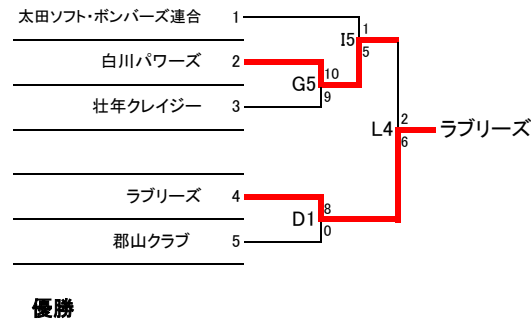 太田ソフト・ボンバーズ連合 1
1
I5
5
白川パワーズ 2
10
G5
9
壮年クレイジー 3
2
L4 ラブリーズ
6
ラブリーズ 4
8
D1
0
郡山クラブ 5
優勝